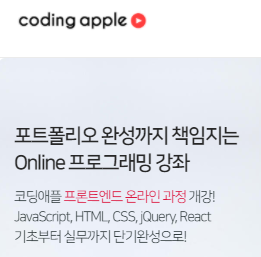 coding apple
포트폴리오 완성까지 책임지는
Online 프로그래밍 강좌
코딩애플 프론트엔드 온라인 과정 개강!
JavaScript, HTML, CSS, jQuery, React
기초부터 실무까지 단기완성으로!